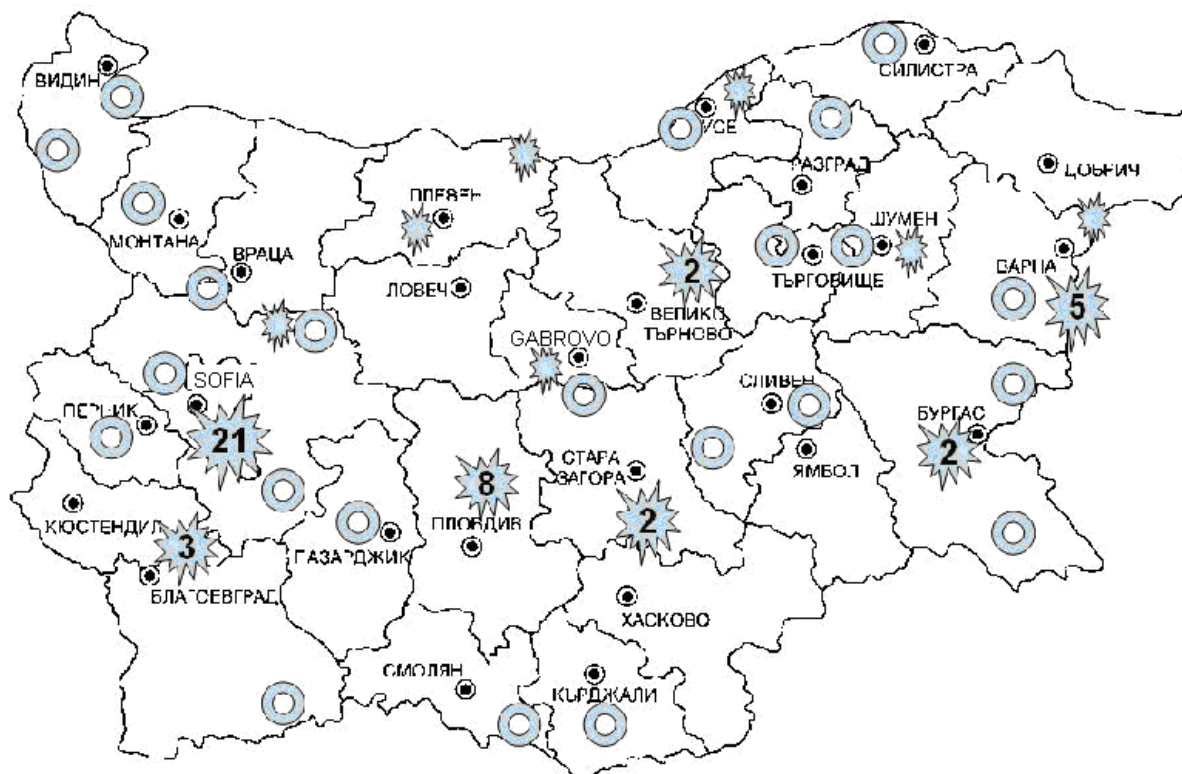 СИЛИСТРА
ВИДИН
РАЗГРАД
ДОБРИЧ
ПЛЕВЕН
ШУМЕН
МОНТАНА
ВРАЦА
ТЪРГОВИЩЕ
ВАРНА
2
ЛОВЕЧ
ВЕЛИКО
ТЪРНОВО
5
GABROVO
SOFIA
СЛИВЕН
ПЕРНИК
БУРГАС
21
2
СТАРА
ЗАГОРА
ЯМБОЛ
8
КЮСТЕНДИЛ
ПЛОВДИВ
2
3
ПАЗАРДЖИК
БЛАГОЕВГРАД
ХАСКОВО
СМОЛЯН
КЪРДЖАЛИ